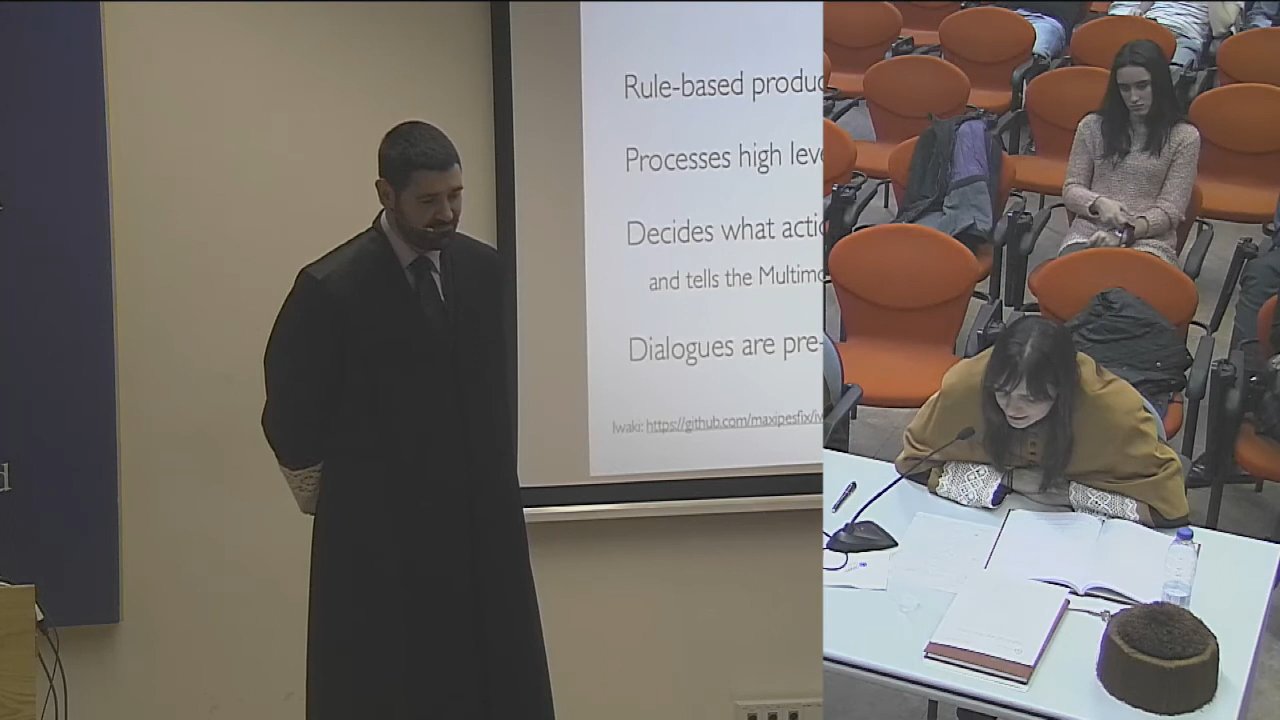 Rule-based produc
Processes high leve
Decides what actio
and tells the Multimo
Dialogues are pre-
Iwaki: https://github.com/maxipesfix/iw
d